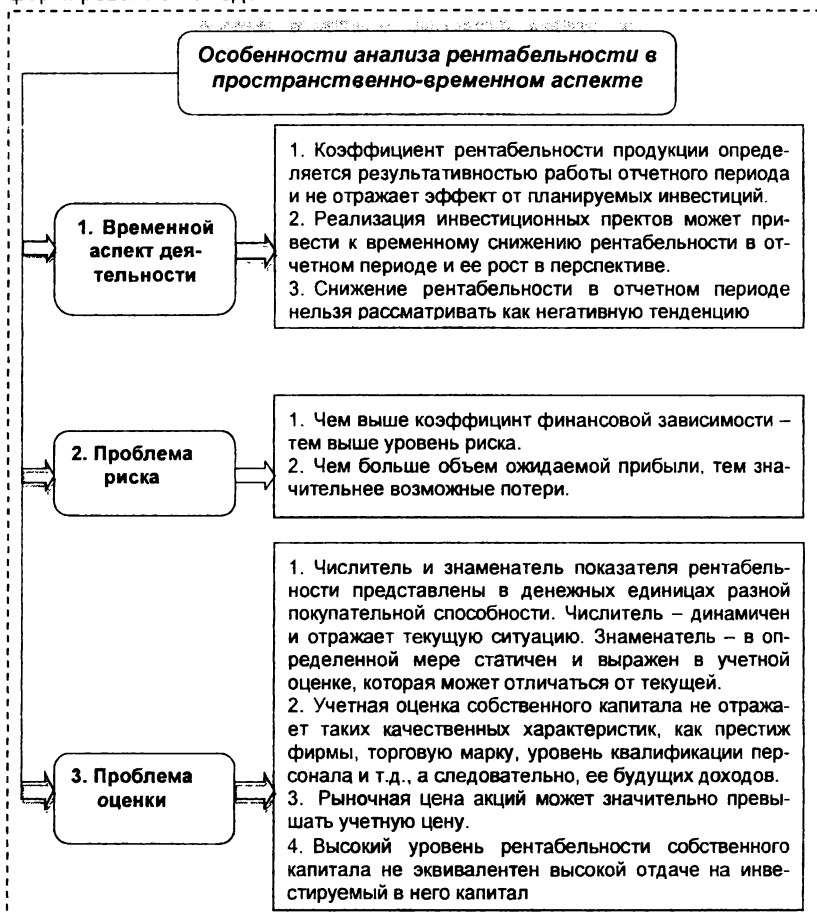 Особенности анализа рентабельности в
пространственно-временном аспекте
1. Временной
аспект дея-
тельности
1. Коэффициент рентабельности продукции опреде-
ляется результативностью работы отчетного периода
и не отражает эффект от планируемых инвестиций.
2. Реализация инвестиционных пректов может при-
вести к временному снижению рентабельности в от-
четном периоде и ее рост в перспективе.
3. Снижение рентабельности в отчетном периоде
нельзя рассматривать как негативную тенденцию
2. Проблема
риска
1. Чем выше коэффицинт финансовой зависимости –
тем выше уровень риска.
2. Чем больше объем ожидаемой прибыли, тем зна-
чительнее возможные потери.
3. Проблема
оценки
1. Числитель и знаменатель показателя рентабель-
ности представлены в денежных единицах разной
покупательной способности. Числитель – динамичен
и отражает текущую ситуацию. Знаменатель – в оп-
ределенной мере статичен и выражен в учетной
оценке, которая может отличаться от текущей.
2. Учетная оценка собственного капитала не отража-
ет таких качественных характеристик, как престиж
фирмы, торговую марку, уровень квалификации пер-
сонала и т.д., а следовательно, ее будущих доходов.
3. Рыночная цена акций может значительно превы-
шать учетную цену.
4. Высокий уровень рентабельности собственного
капитала не эквивалентен высокой отдаче на инве-
стируемый в него капитал